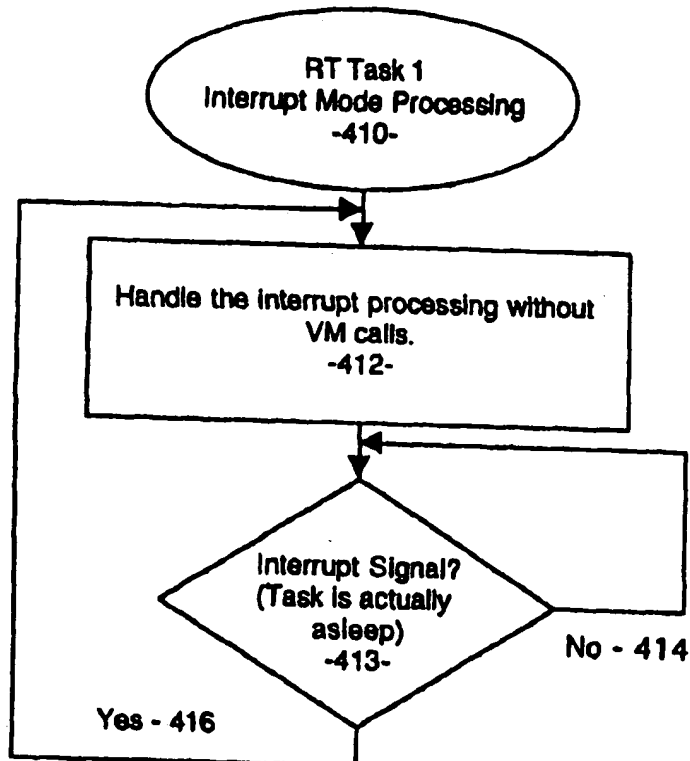 RT Task 1
Interrupt Mode Processing
-410-
Handle the interrupt processing without
VM calls.
-412-
Interrupt Signal?
(Task is actually
asleep)
-413-
No - 414
Yes - 416